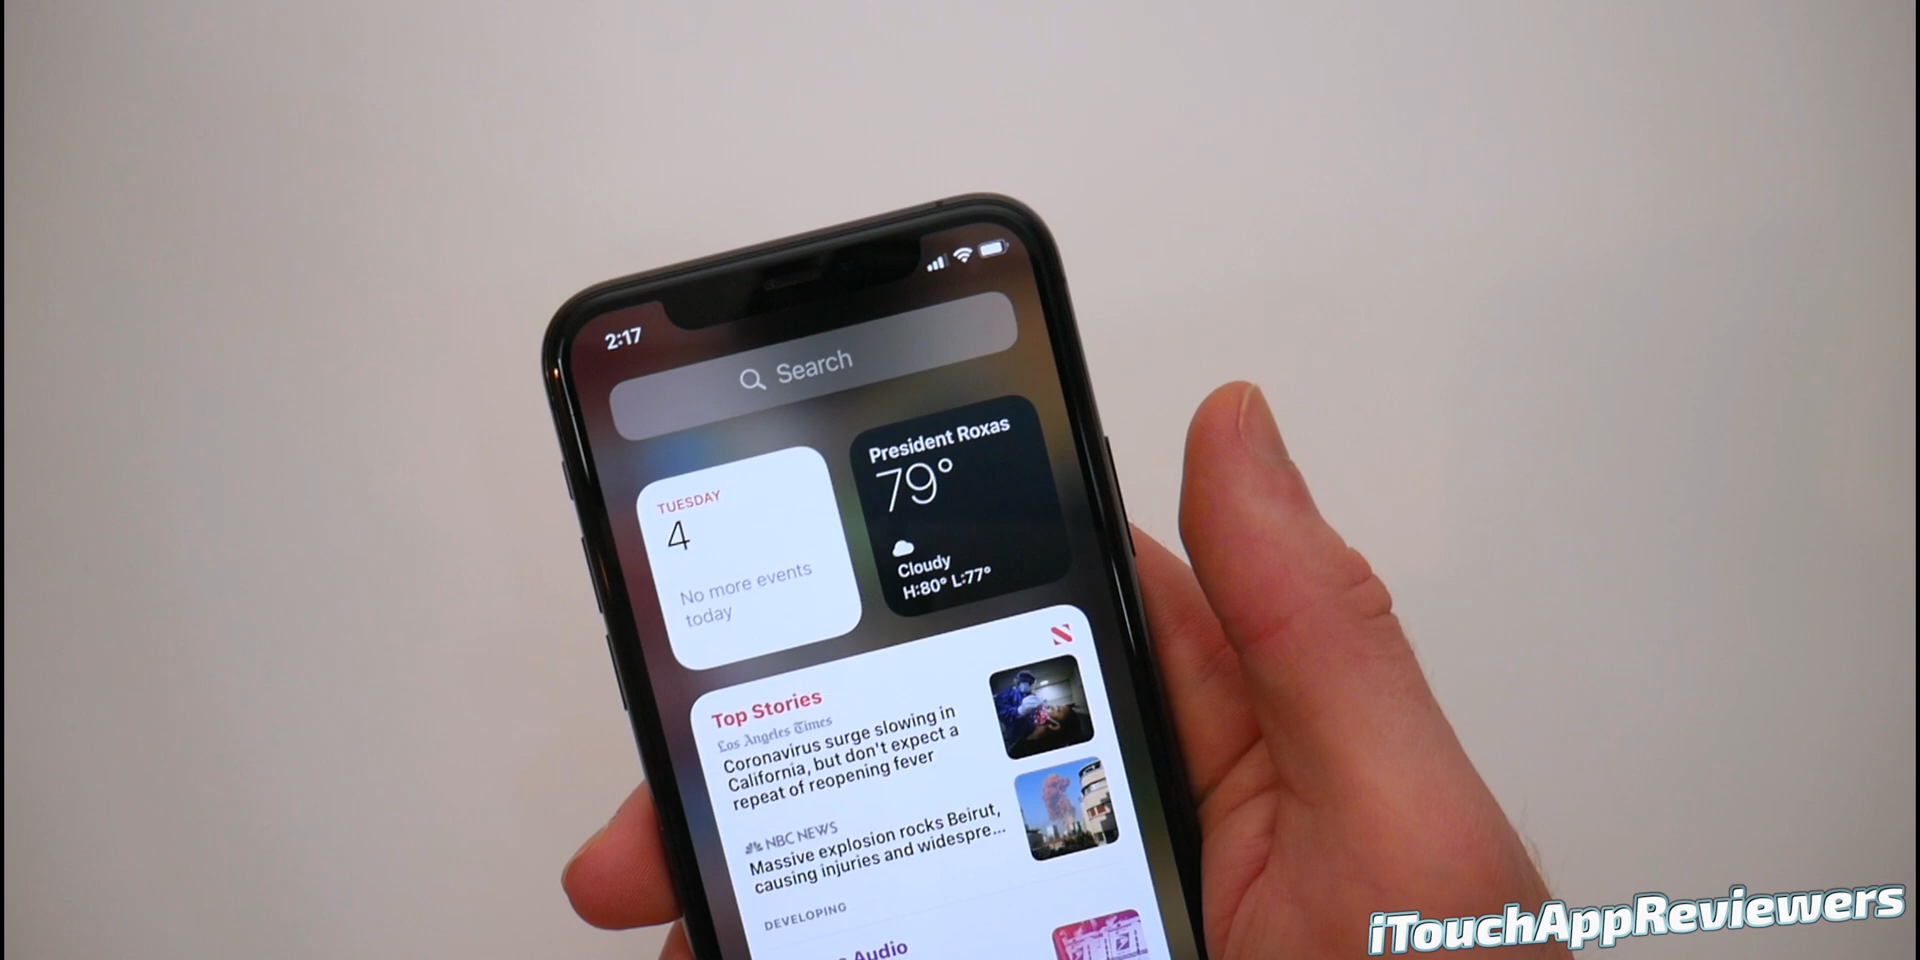 2:17
Search
TUESDAY
4
No more events
today
President Roxas
79°
Cloudy
H:80° L:77°
Top Stories
Los Angeles Times
Coronavirus surge slowing in
California, but don't expect a
repeat of reopening fever
NBC NEWS
Massive explosion rocks Beirut,
causing injuries and widespre...
DEVELOPING
Audio
iTouchAppReviewers